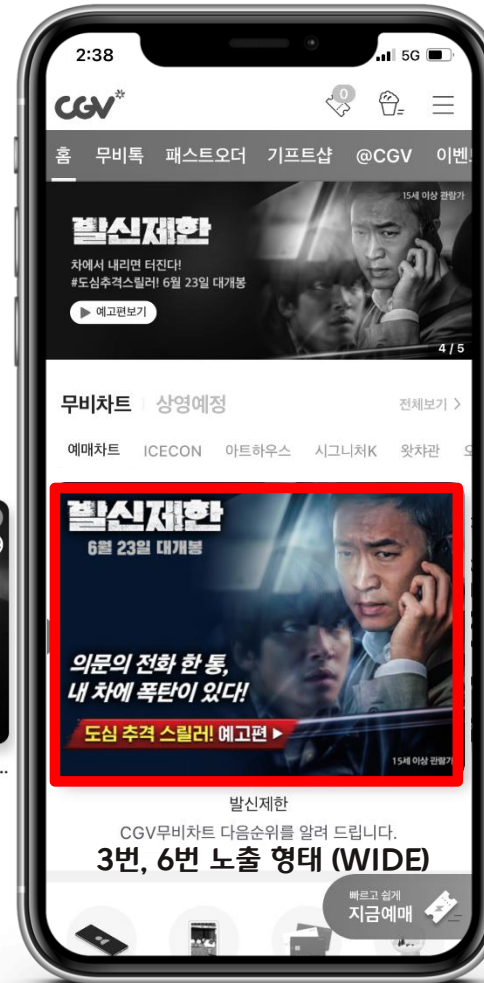 2:38
5G
CGV
0
홈 무비톡 패스트오더 기프트샵 @CGV 이벤
15세 이상 관람가
발신제한
차에서 내리면 터진다!
#도심추격스릴러! 6월 23일 대개봉
▶ 예고편보기
4 / 5
무비차트 상영예정 전체보기 >
예매차트 ICECON 아트하우스 시그니처K 왓챠관
발신제한
6월 23일 대개봉
의문의 전화 한 통,
내 차에 폭탄이 있다!
도심 추격 스릴러! 예고편 ▶
15세 이상 관람가
..
발신제한
CGV무비차트 다음순위를 알려 드립니다.
3번, 6번 노출 형태 (WIDE)
빠르고 쉽게
지금예매